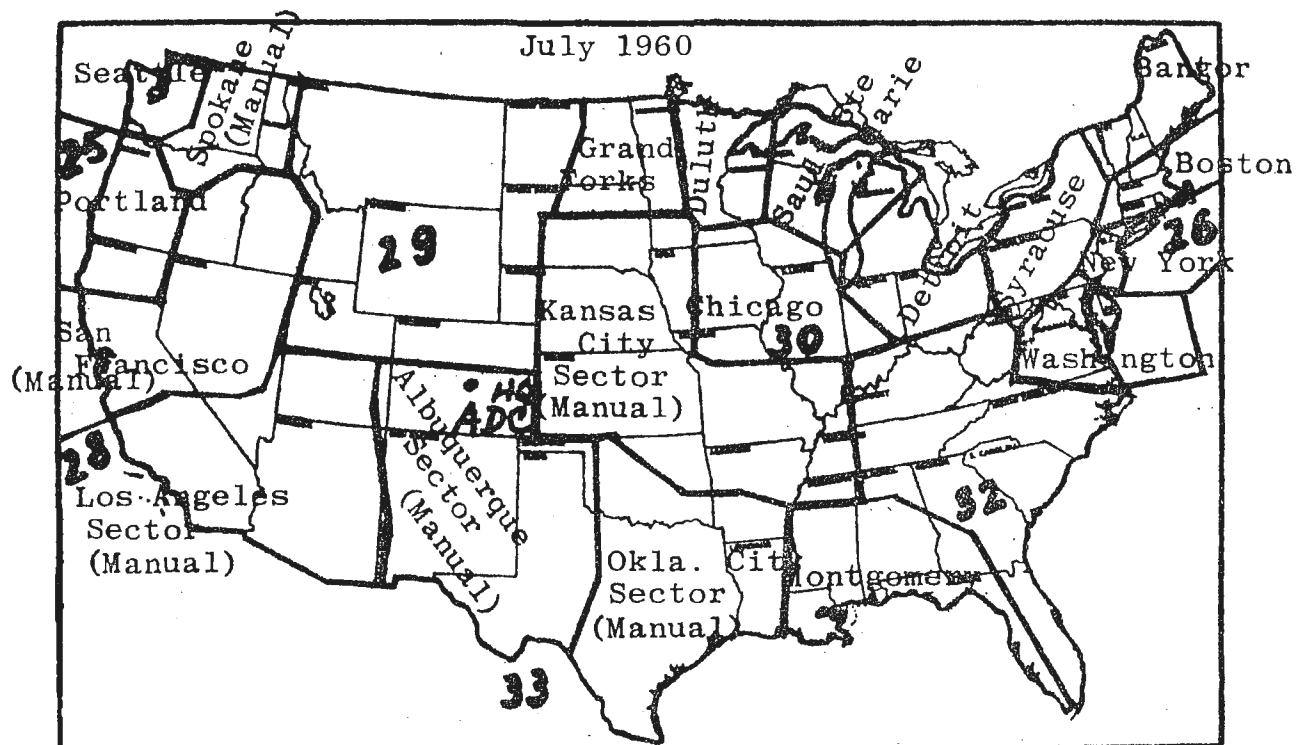 July 1960
Seattle
Spokane
(Manual)
Grand
Forks
Duluth
Sault
Ste
Marie
Bangor
Boston
25
Portland
29
26
New York
Syracuse
Detroit
San
Francisco
(Manual)
Kansas
City
Sector
(Manual)
Chicago
30
Washington
HQ
ADC
Albuquerque
Sector
(Manual)
28
Los Angeles
Sector
(Manual)
32
Okla. City
Sector
(Manual)
Montgomery
33